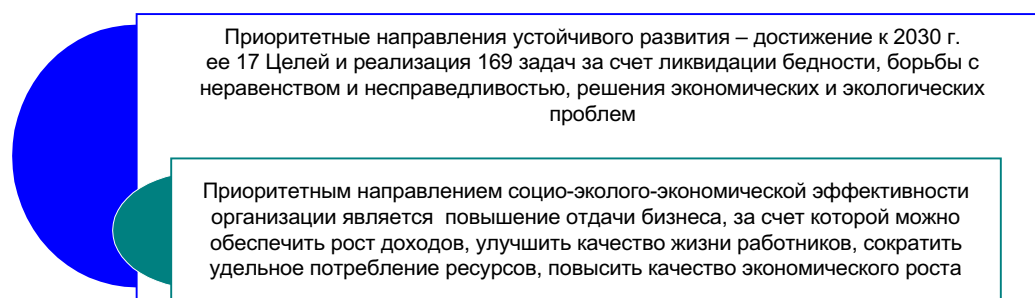 Приоритетные направления устойчивого развития – достижение к 2030 г.
ее 17 Целей и реализация 169 задач за счет ликвидации бедности, борьбы с
неравенством и несправедливостью, решения экономических и экологических
проблем
Приоритетным направлением социо-эколого-экономической эффективности
организации является повышение отдачи бизнеса, за счет которой можно
обеспечить рост доходов, улучшить качество жизни работников, сократить
удельное потребление ресурсов, повысить качество экономического роста